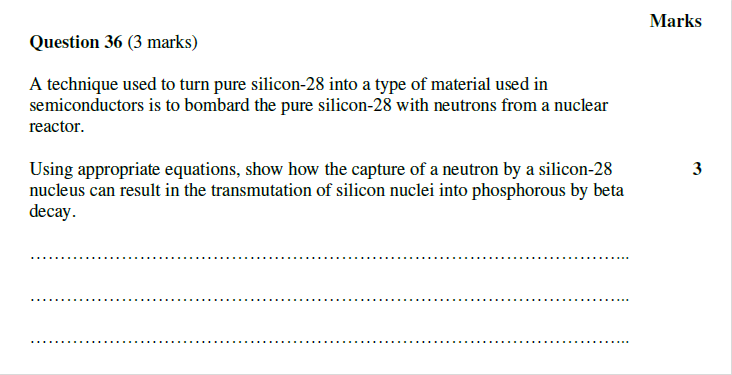 Marks
Question 36 (3 marks)
A technique used to turn pure silicon-28 into a type of material used in
semiconductors is to bombard the pure silicon-28 with neutrons from a nuclear
reactor.
Using appropriate equations, show how the capture of a neutron by a silicon-28 3
nucleus can result in the transmutation of silicon nuclei into phosphorous by beta
decay.